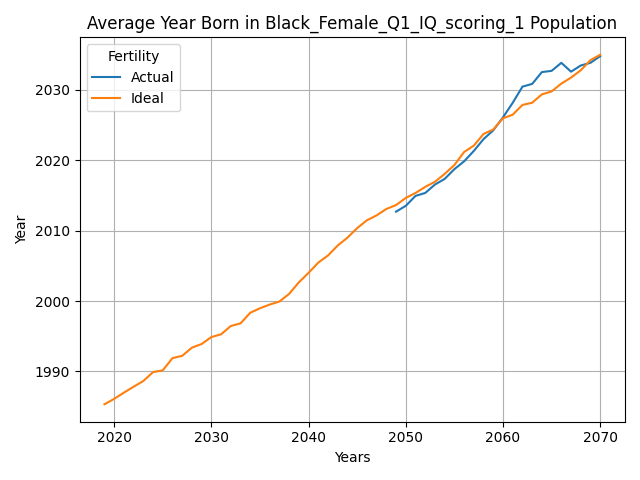 Average Year Born in Black_Female_Q1_IQ_scoring_1 Population
Fertility
Actual
Ideal
2030
2020
2010
2000
1990
Year
2020 2030 2040 2050 2060 2070
Years